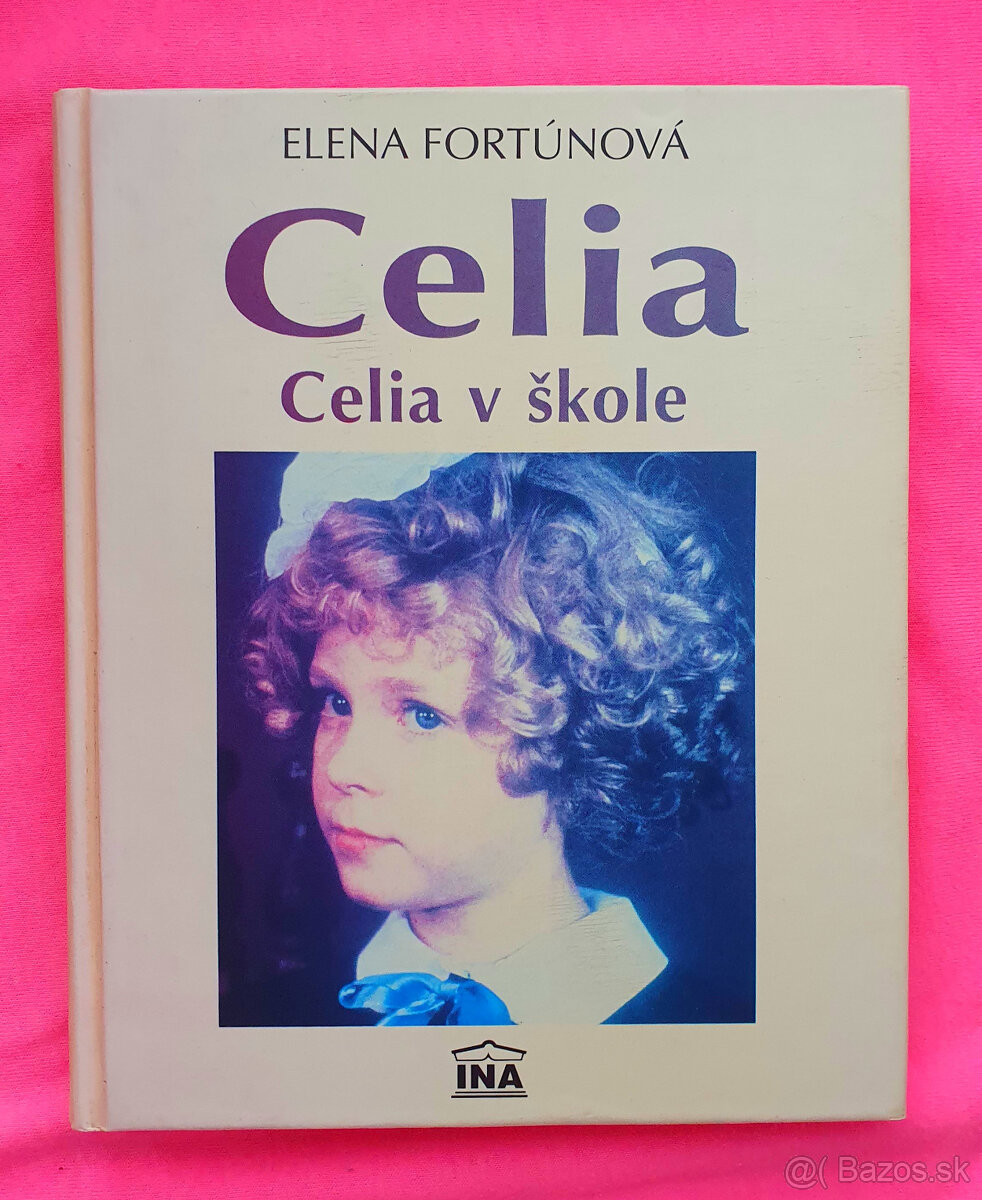 ELENA FORTÚNOVÁ
Celia
Celia v škole
INA
@( Bazos.sk